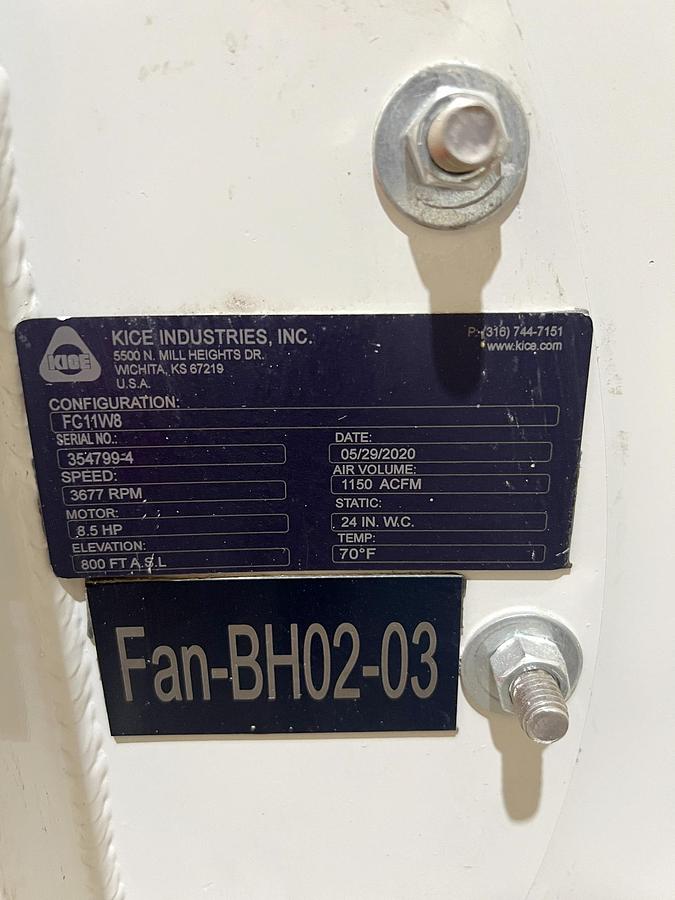 KICE
KICE INDUSTRIES, INC.
5500 N. MILL HEIGHTS DR.
WICHITA, KS 67219
U.S.A.
P: (316) 744-7151
www.kice.com
CONFIGURATION:
FC11W8
SERIAL NO.:
354799-4
DATE:
05/29/2020
SPEED:
3677 RPM
AIR VOLUME:
1150 ACFM
MOTOR:
8.5 HP
STATIC:
24 IN. W.C.
ELEVATION:
800 FT A.S.L
TEMP:
70°F
Fan-BH02-03